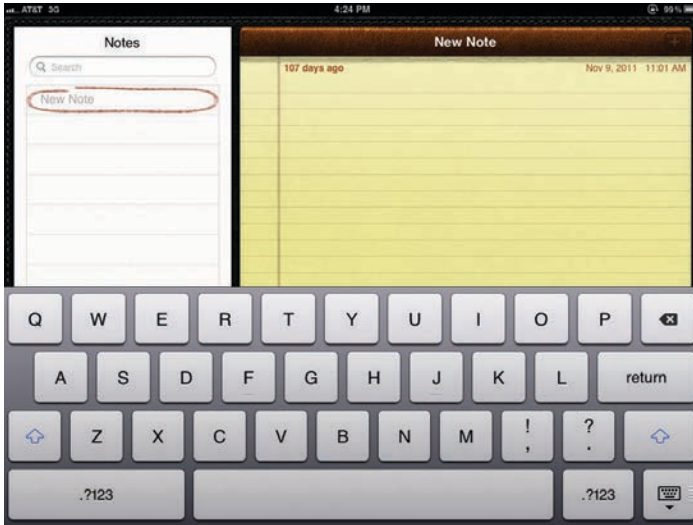 AT&T 3G 4:24 PM 99%
Notes New Note
Search
107 days ago Nov 9, 2011 11:01 AM
New Note
Q W E R T Y U I O P
A S D F G H J K L return
Z X C V B N M ! , ? .
.?123 .?123